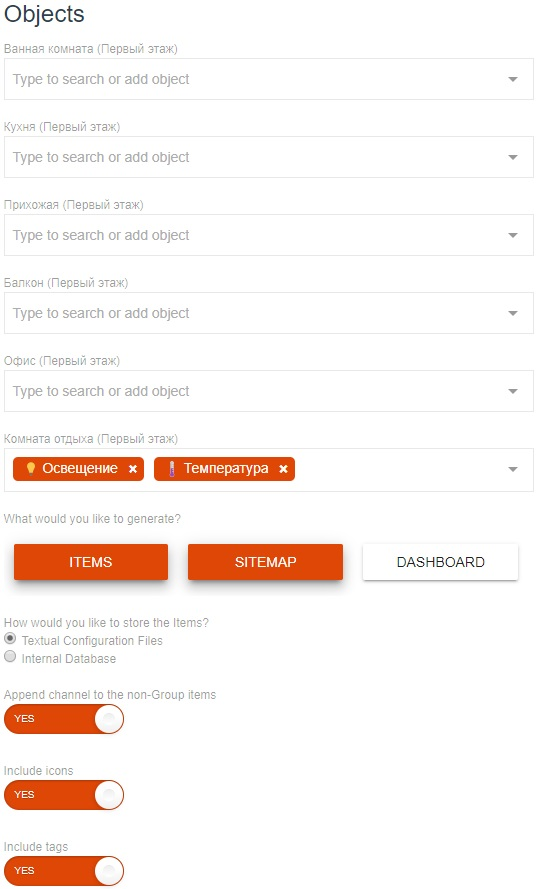 Objects
Ванная комната (Первый этаж)
Type to search or add object
Кухня (Первый этаж)
Type to search or add object
Прихожая (Первый этаж)
Type to search or add object
Балкон (Первый этаж)
Type to search or add object
Офис (Первый этаж)
Type to search or add object
Комната отдыха (Первый этаж)
Освещение × Температура ×
What would you like to generate?
ITEMS SITEMAP DASHBOARD
How would you like to store the Items?
Textual Configuration Files
Internal Database
Append channel to the non-Group items
YES
Include icons
YES
Include tags
YES